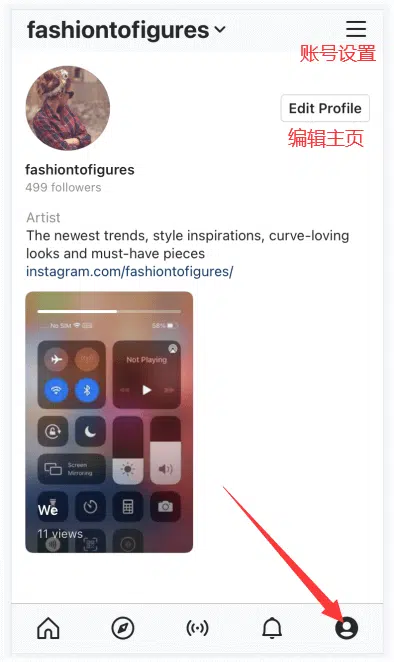 fashiontofigures
账号设置
Edit Profile
编辑主页
fashiontofigures
499 followers
Artist
The newest trends, style inspirations, curve-loving
looks and must-have pieces
instagram.com/fashiontofigures/
No SIM
58%
Not Playing
Screen
Mirroring
We
11 views